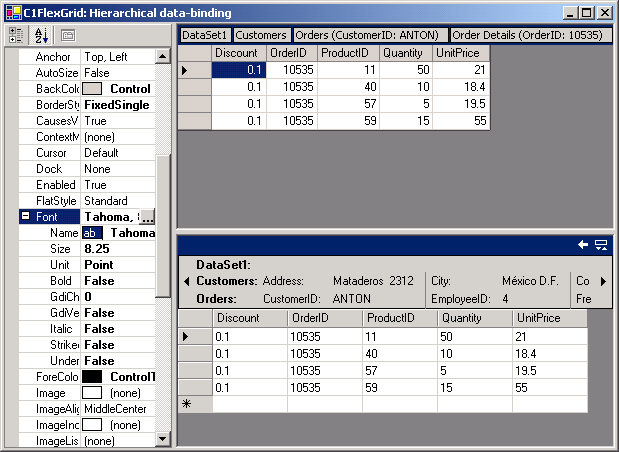 C1FlexGrid: Hierarchical data-binding
Anchor Top, Left
AutoSize False
BackColo Control
BorderSty FixedSingle
CausesV True
ContextM (none)
Cursor Default
Dock None
Enabled True
FlatStyle Standard
Font Tahoma, ...
Name ab Tahoma
Size 8.25
Unit Point
Bold False
GdiCh 0
GdiVe False
Italic False
Strikeo False
Under False
ForeColo ControlT
Image (none)
ImageAlig MiddleCenter
ImageInd (none)
ImageLis (none)
DataSet1 Customers Orders (CustomerID: ANTON) Order Details (OrderID: 10535)
Discount OrderID ProductID Quantity UnitPrice
0.1 10535 11 50 21
0.1 10535 40 10 18.4
0.1 10535 57 5 19.5
0.1 10535 59 15 55
DataSet1:
Customers: Address: Mataderos 2312 City: México D.F. Co
Orders: CustomerID: ANTON EmployeeID: 4 Fre
Discount OrderID ProductID Quantity UnitPrice
0.1 10535 11 50 21
0.1 10535 40 10 18.4
0.1 10535 57 5 19.5
0.1 10535 59 15 55